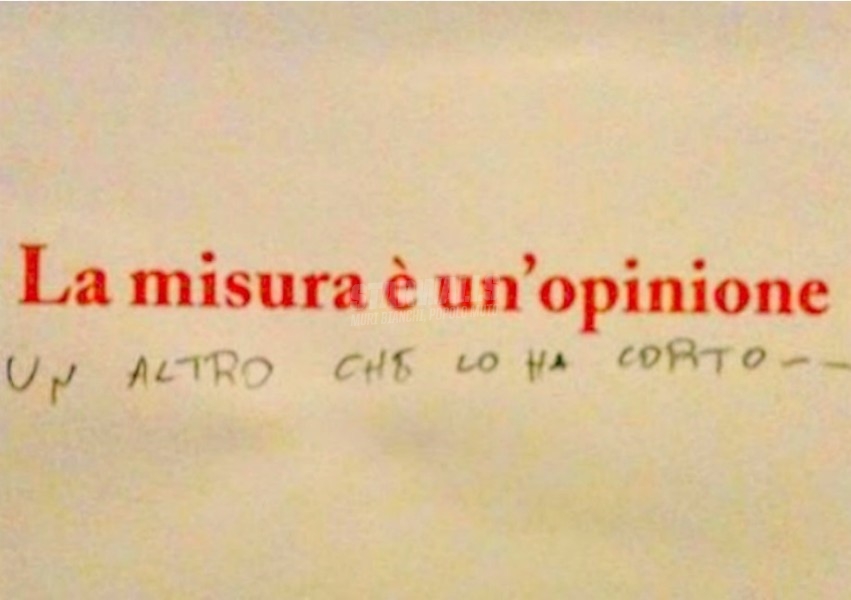 La misura è un'opinione
UN ALTRO CHE LO HA CORTO--